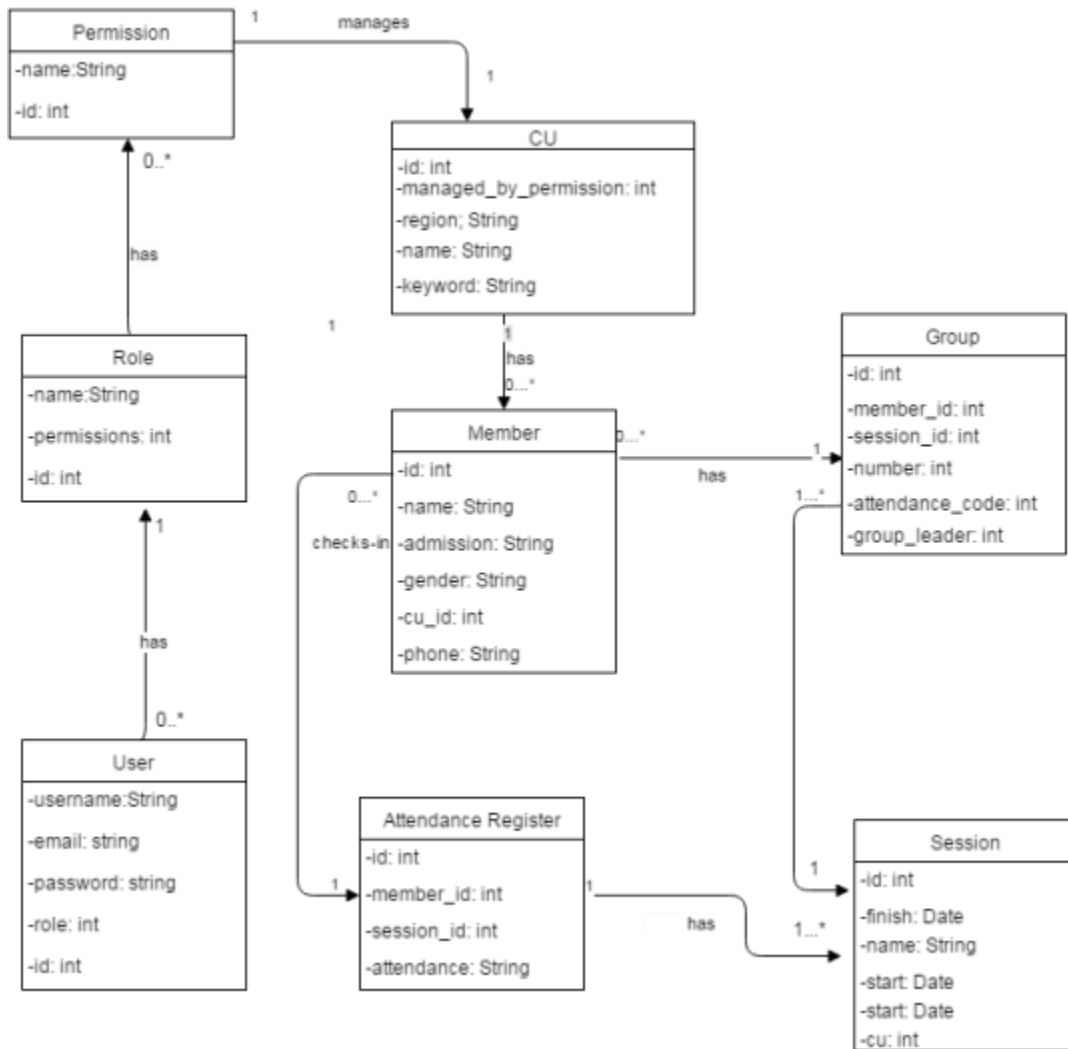 Permission
-name:String
-id: int
1
manages
1
CU
-id: int
-managed_by_permission: int
-region; String
-name: String
-keyword: String
0..*
has
Role
-name:String
-permissions: int
-id: int
1
1
has
0...*
Group
-id: int
-member_id: int
-session_id: int
-number: int
-attendance_code: int
-group_leader: int
Member
-id: int
-name: String
-admission: String
-gender: String
-cu_id: int
-phone: String
0...*
has
1
1...*
0...*
checks-in
1
has
0..*
User
-username:String
-email: string
-password: string
-role: int
-id: int
Attendance Register
-id: int
-member_id: int
-session_id: int
-attendance: String
1
1
has
1...*
1
Session
-id: int
-finish: Date
-name: String
-start: Date
-start: Date
-cu: int